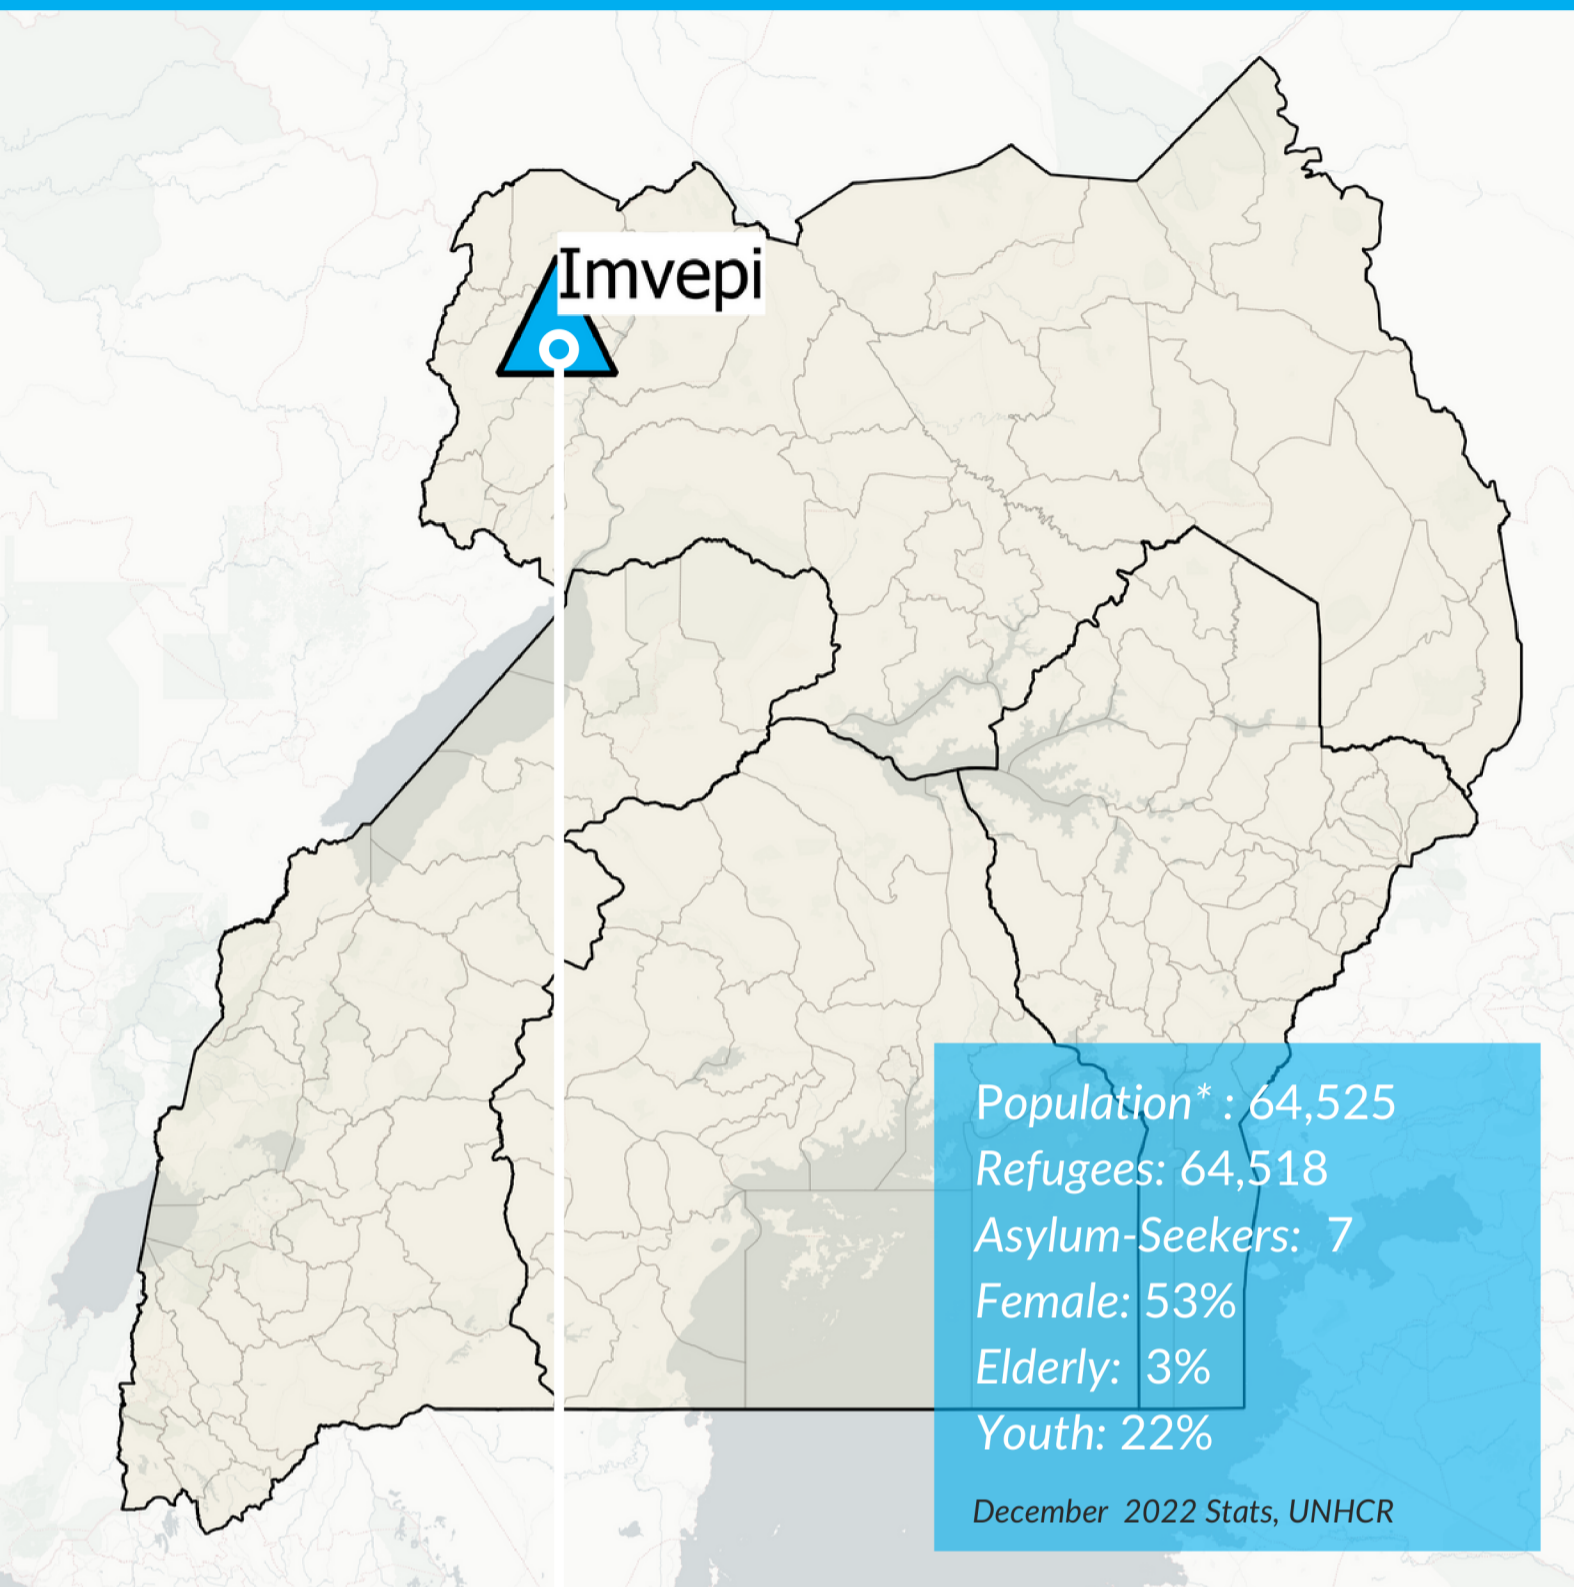 Imvepi
Population* : 64,525
Refugees: 64,518
Asylum-Seekers: 7
Female: 53%
Elderly: 3%
Youth: 22%
December 2022 Stats, UNHCR